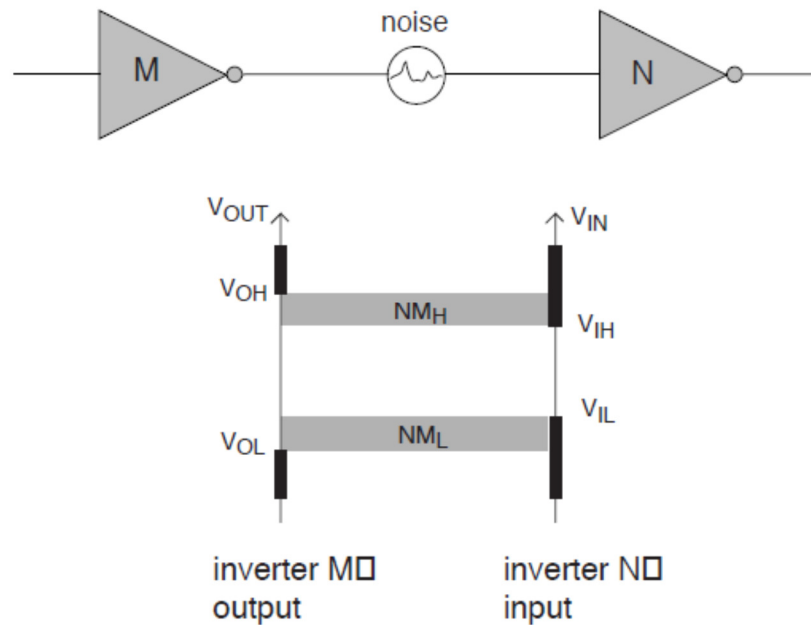 noise
M
N
VOUT
VIN
VOH
NMH
VIH
VIL
VOL
NML
inverter M□
output
inverter N□
input